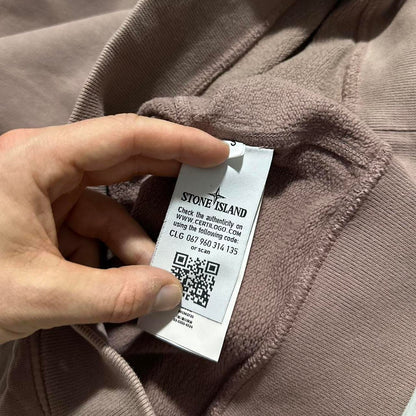 STONE ISLAND
Check the authenticity on
WWW.CERTILOGO.COM
using the following code:
CLG 067 960 314 135
or scan